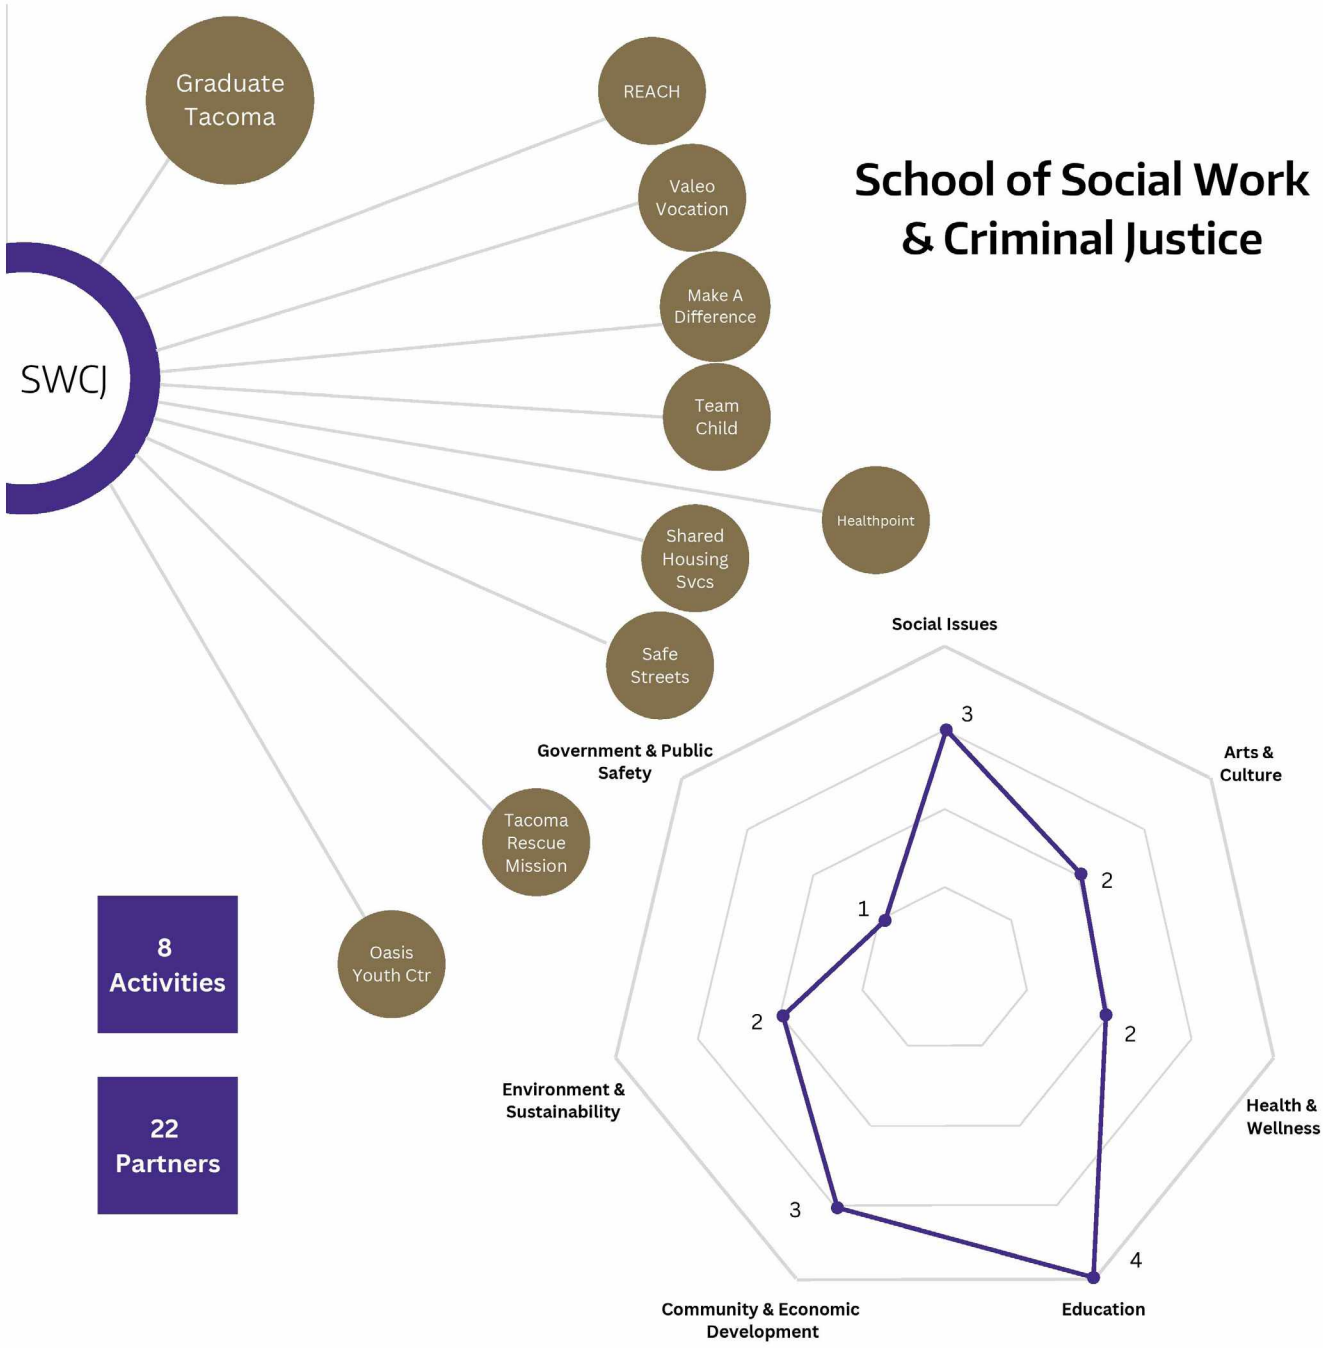 Graduate
Tacoma
REACH
Valeo
Vocation
School of Social Work
& Criminal Justice
Make A
Difference
SWCJ
Team
Child
Healthpoint
Shared
Housing
Svcs
Safe
Streets
Tacoma
Rescue
Mission
Oasis
Youth Ctr
8
Activities
22
Partners
Social Issues
3
Government & Public
Safety
Arts &
Culture
1
2
2
2
Environment &
Sustainability
Health &
Wellness
3
4
Community & Economic
Development
Education